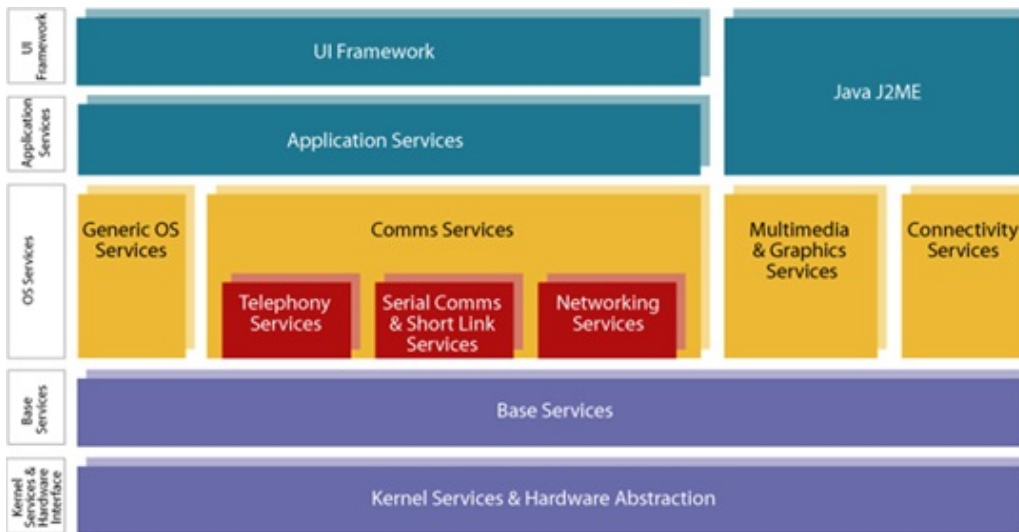 UI
Framework
UI Framework
Java J2ME
Application
Services
Application Services
OS Services
Generic OS
Services
Comms Services
Telephony
Services
Serial Comms
& Short Link
Services
Networking
Services
Multimedia
& Graphics
Services
Connectivity
Services
Base
Services
Base Services
Kernel
Services &
Hardware
Interface
Kernel Services & Hardware Abstraction